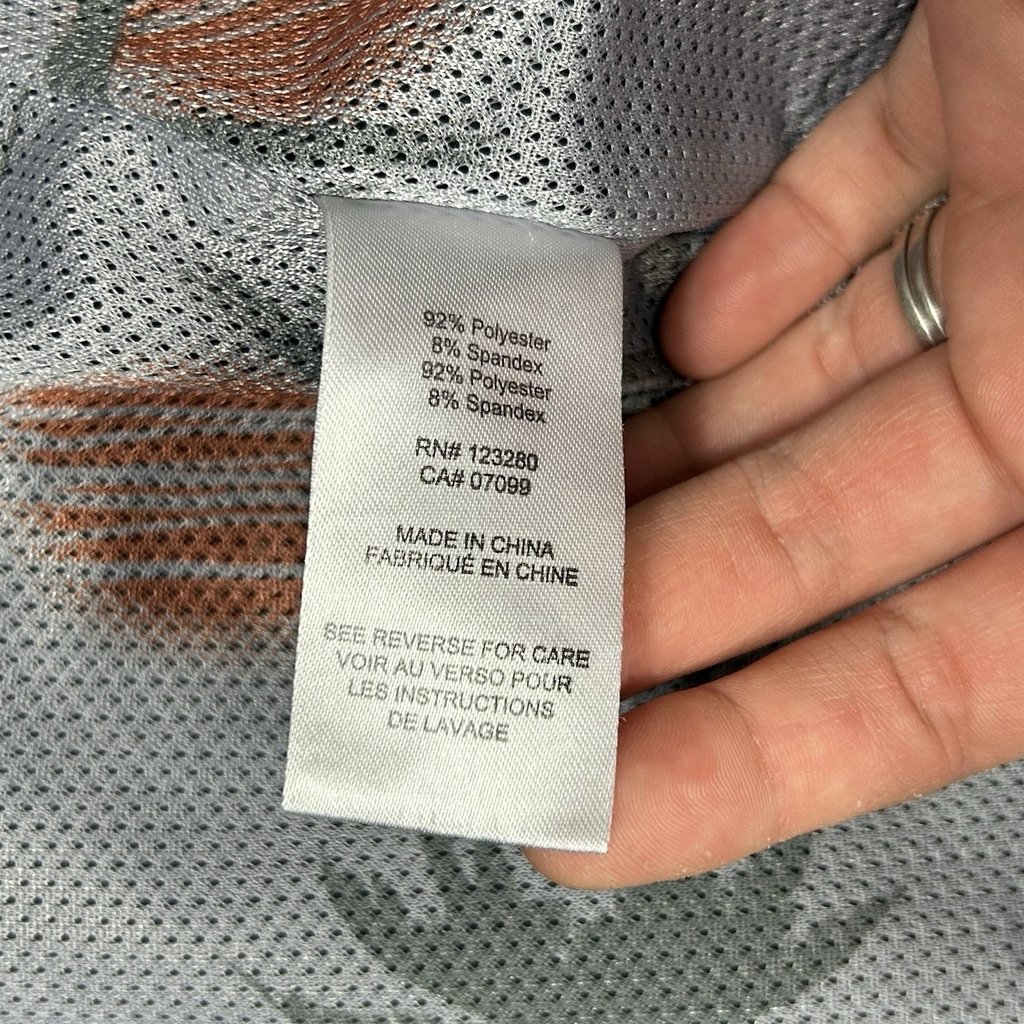 92% Polyester
8% Spandex
92% Polyester
8% Spandex
RN# 123280
CA# 07099
MADE IN CHINA
FABRIQUÉ EN CHINE
SEE REVERSE FOR CARE
VOIR AU VERSO POUR
LES INSTRUCTIONS
DE LAVAGE